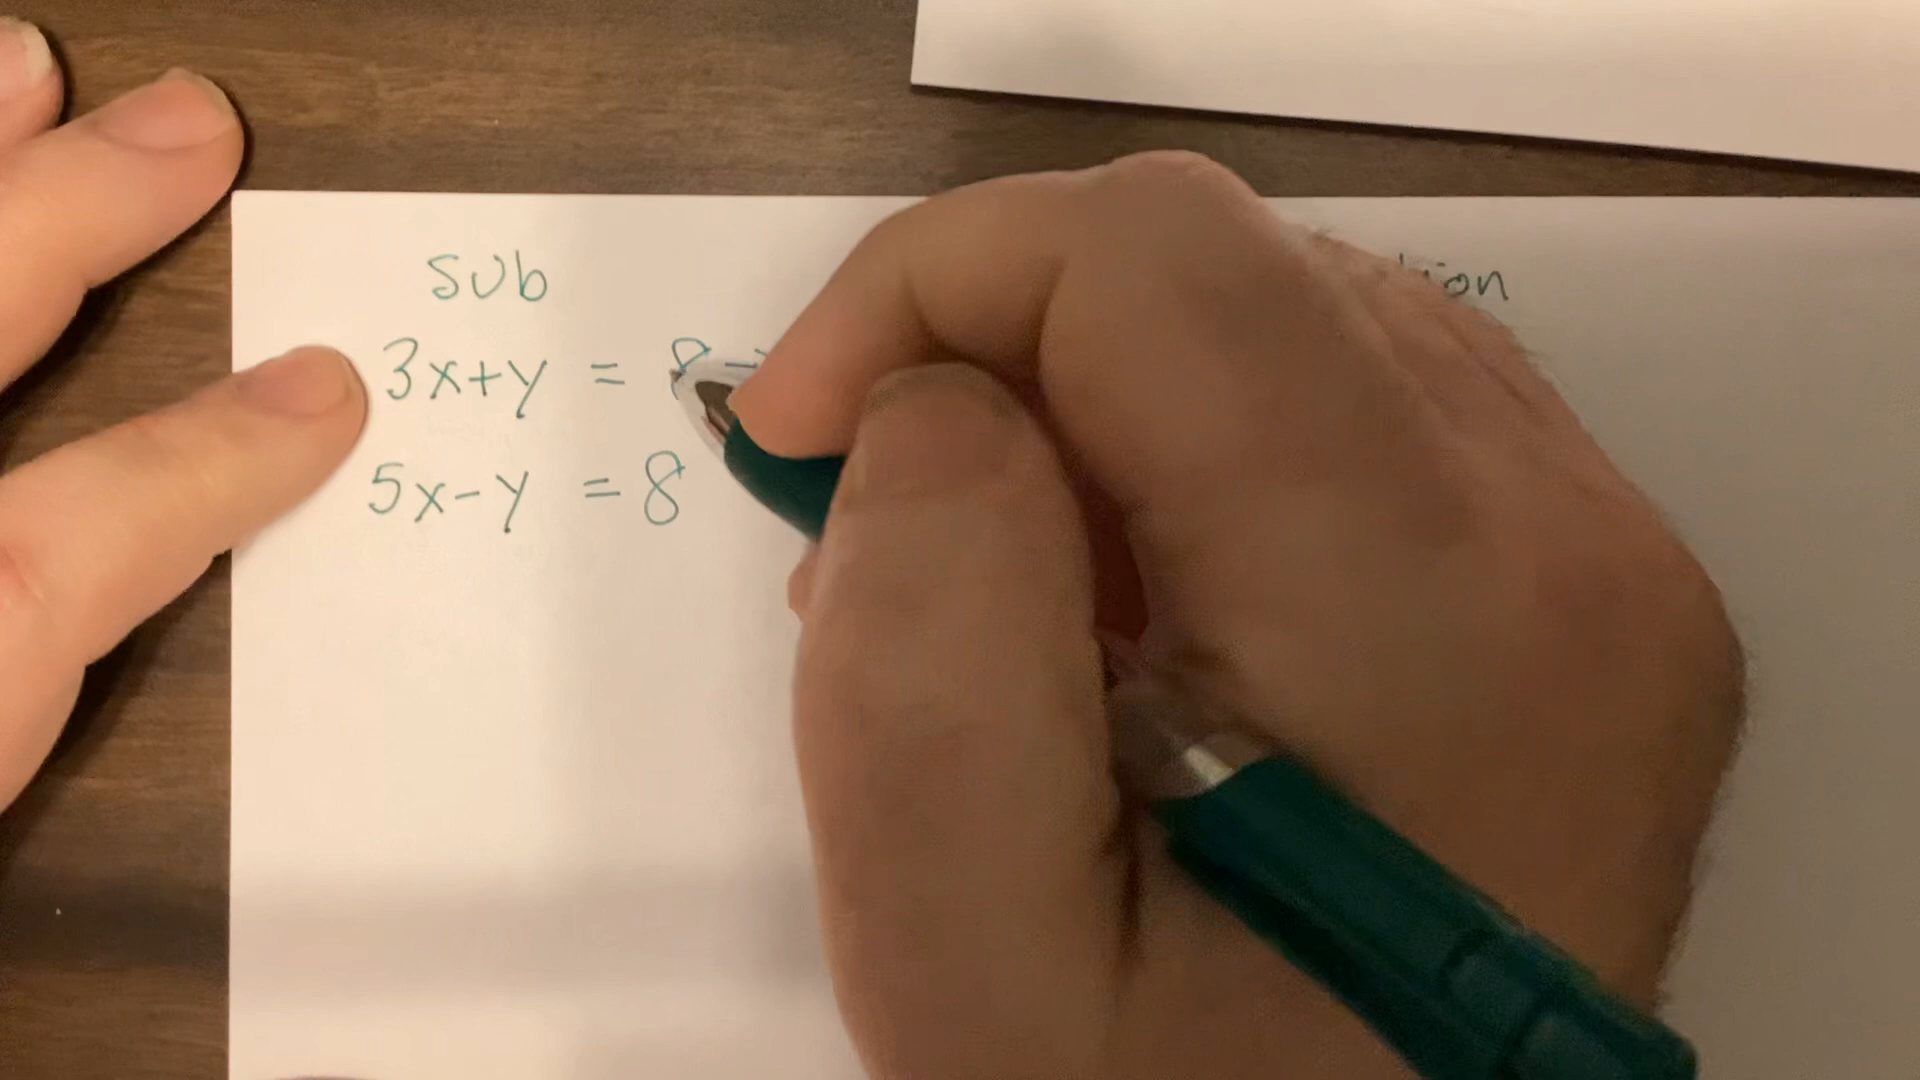 sub
3x+y = 8 -
5x-y = 8